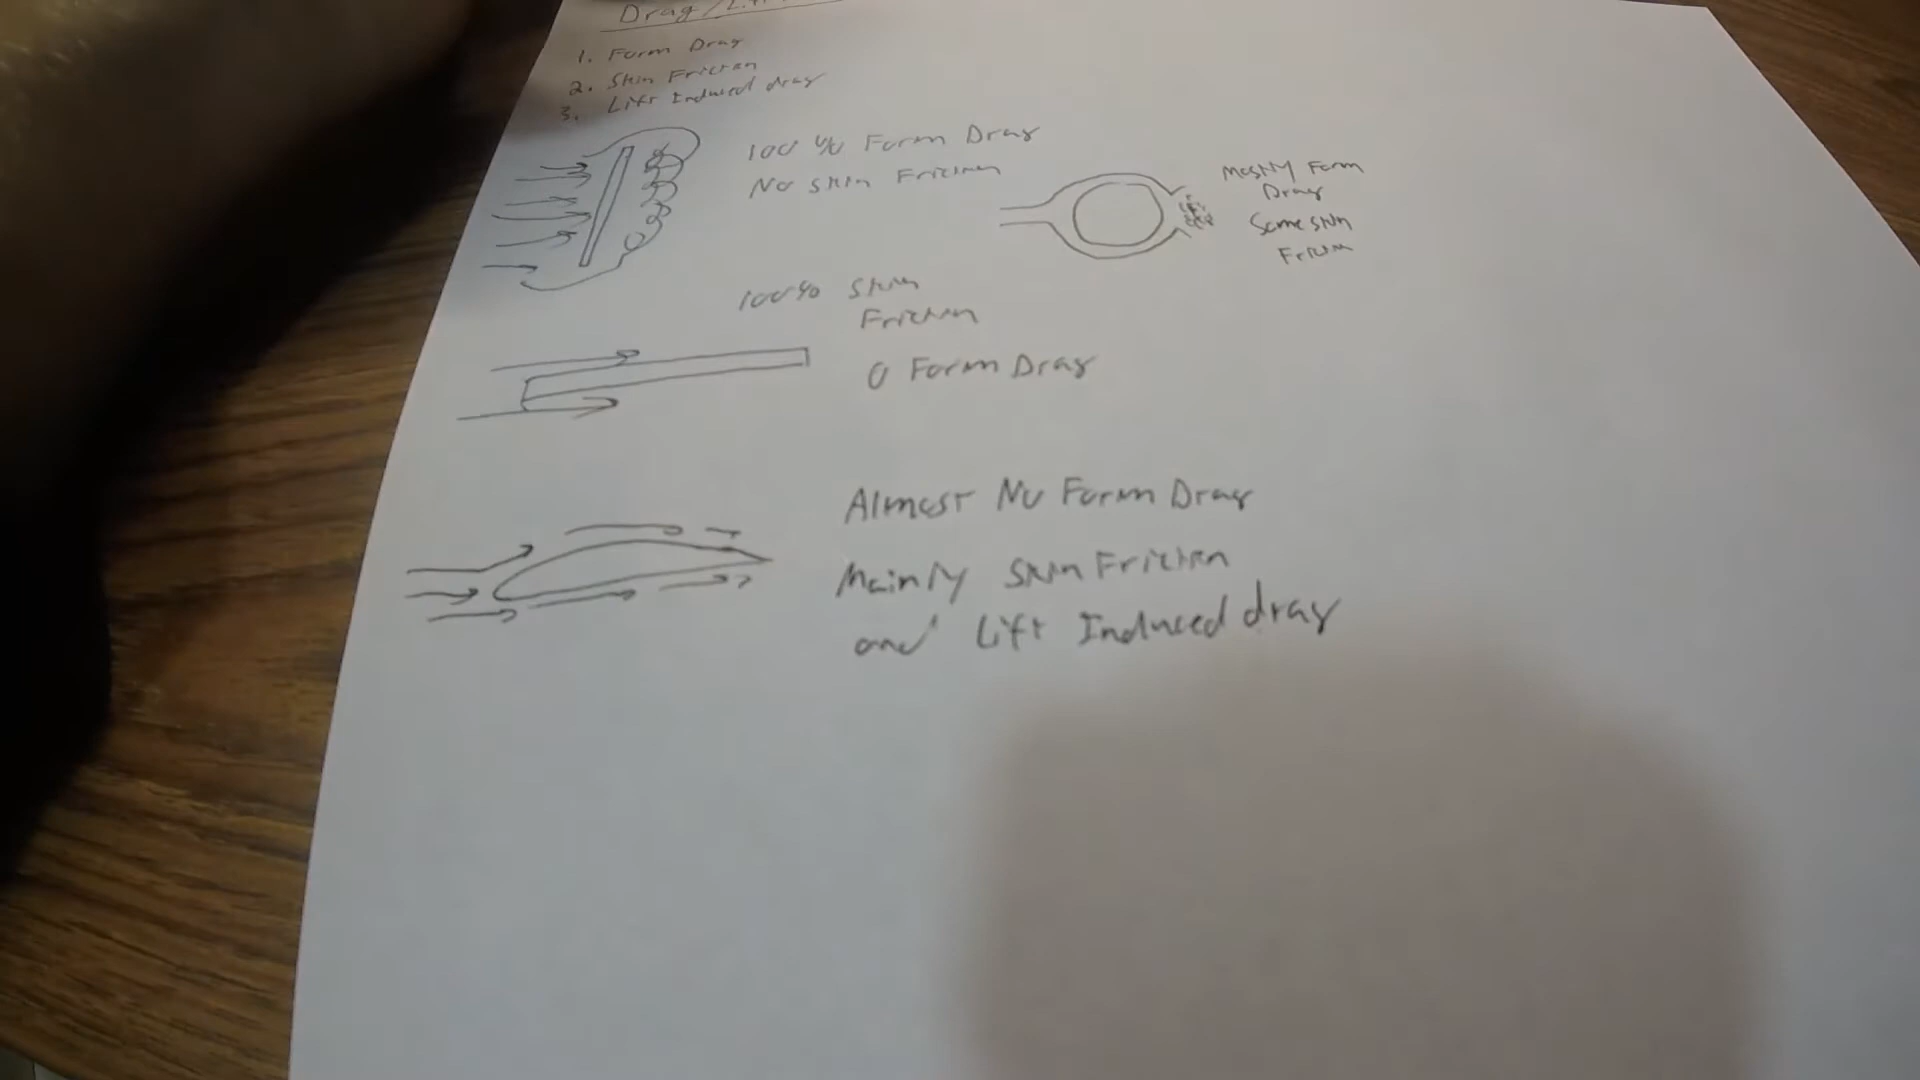 Drag/
1. Form Drag
2. Skin Friction
3. Lift Induced drag
100 % Form Drag
No Skin Friction
Mostly Form
Drag
Some skin
Friction
100% Skin
Friction
0 Form Drag
Almost No Form Drag
Mainly Skin Friction
and Lift Induced drag